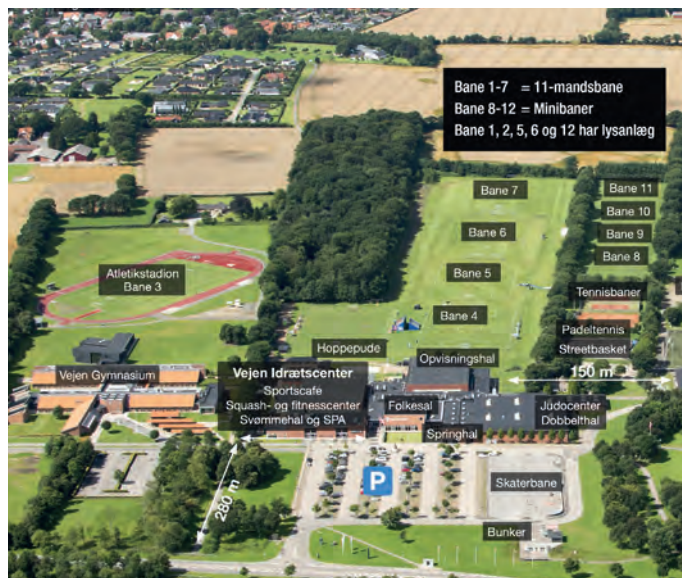 Bane 1-7 = 11-mandsbane
Bane 8-12 = Minibaner
Bane 1, 2, 5, 6 og 12 har lysanlæg
Bane 7
Bane 11
Bane 10
Bane 6
Bane 9
Bane 8
Atletikstadion
Bane 3
Bane 5
Tennisbaner
Bane 4
Padeltennis
Hoppepude
Opvisningshal
Streetbasket
150 m
Vejen Gymnasium
Vejen Idrætscenter
Sportscafe
Squash- og fitnesscenter
Svømmehal og SPA
Folkesal
Judocenter
Dobbelthal
Springhal
280 m
P
Skaterbane
Bunker